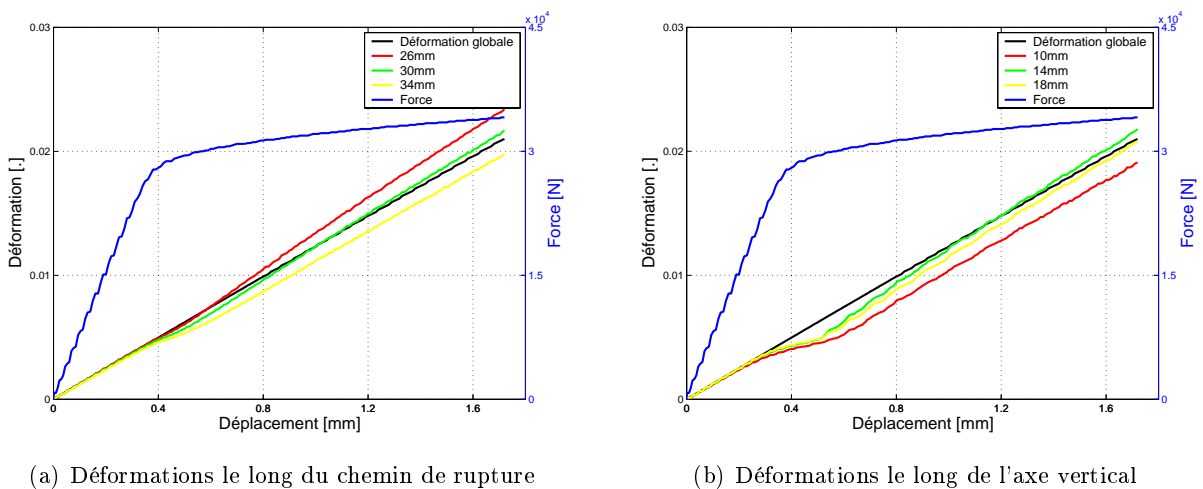 x 10⁴
0.03
4.5
Déformation globale
26mm
30mm
34mm
Force
0.02
3
Déformation [.]
Force [N]
0.01
1.5
0
0
0
0.4
0.8
1.2
1.6
Déplacement [mm]
(a) Déformations le long du chemin de rupture
x 10⁴
0.03
4.5
Déformation globale
10mm
14mm
18mm
Force
0.02
3
Déformation [.]
Force [N]
0.01
1.5
0
0
0
0.4
0.8
1.2
1.6
Déplacement [mm]
(b) Déformations le long de l'axe vertical